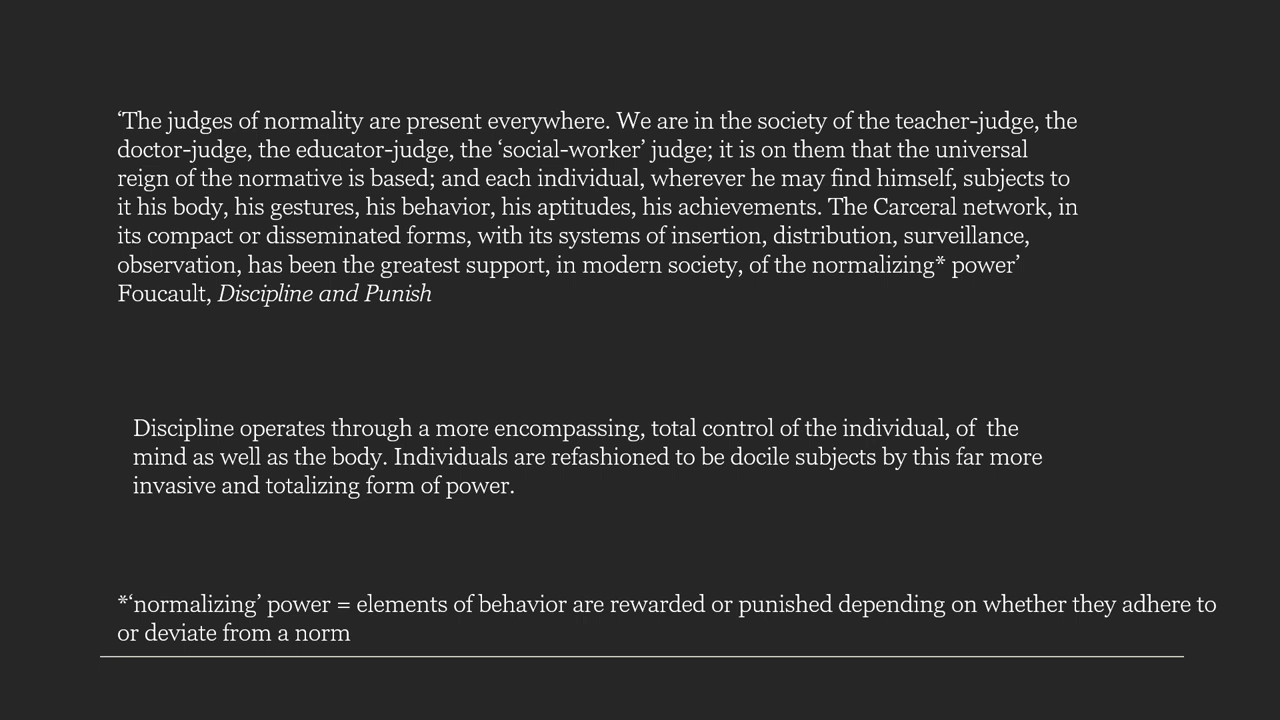 ‘The judges of normality are present everywhere. We are in the society of the teacher-judge, the
doctor-judge, the educator-judge, the ‘social-worker’ judge; it is on them that the universal
reign of the normative is based; and each individual, wherever he may find himself, subjects to
it his body, his gestures, his behavior, his aptitudes, his achievements. The Carceral network, in
its compact or disseminated forms, with its systems of insertion, distribution, surveillance,
observation, has been the greatest support, in modern society, of the normalizing* power’
Foucault, Discipline and Punish
Discipline operates through a more encompassing, total control of the individual, of  the
mind as well as the body. Individuals are refashioned to be docile subjects by this far more
invasive and totalizing form of power.
*‘normalizing’ power = elements of behavior are rewarded or punished depending on whether they adhere to
or deviate from a norm